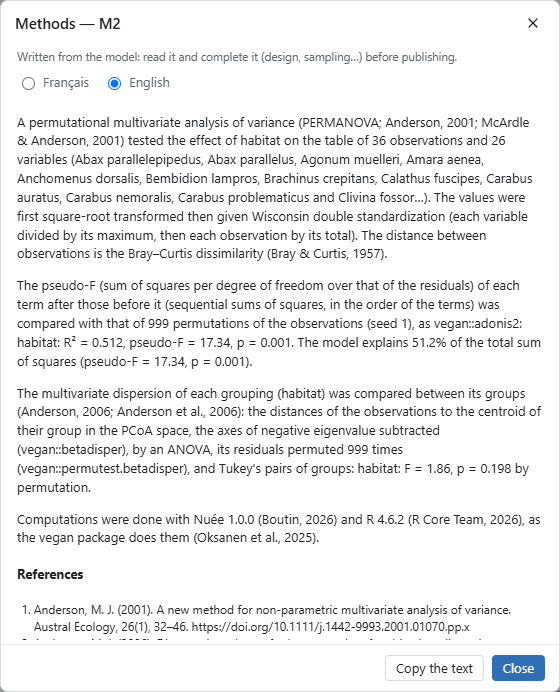 Methods — M2
Written from the model: read it and complete it (design, sampling...) before publishing.
Français English
A permutational multivariate analysis of variance (PERMANOVA; Anderson, 2001; McArdle
& Anderson, 2001) tested the effect of habitat on the table of 36 observations and 26
variables (Abax parallelepipedus, Abax parallelus, Agonum muelleri, Amara aenea,
Anchomenus dorsalis, Bembidion lampros, Brachinus crepitans, Calathus fuscipes, Carabus
auratus, Carabus nemoralis, Carabus problematicus and Clivina fossor...). The values were
first square-root transformed then given Wisconsin double standardization (each variable
divided by its maximum, then each observation by its total). The distance between
observations is the Bray–Curtis dissimilarity (Bray & Curtis, 1957).
The pseudo-F (sum of squares per degree of freedom over that of the residuals) of each
term after those before it (sequential sums of squares, in the order of the terms) was
compared with that of 999 permutations of the observations (seed 1), as vegan::adonis2:
habitat: R² = 0.512, pseudo-F = 17.34, p = 0.001. The model explains 51.2% of the total sum
of squares (pseudo-F = 17.34, p = 0.001).
The multivariate dispersion of each grouping (habitat) was compared between its groups
(Anderson, 2006; Anderson et al., 2006): the distances of the observations to the centroid of
their group in the PCoA space, the axes of negative eigenvalue subtracted
(vegan::betadisper), by an ANOVA, its residuals permuted 999 times
(vegan::permutest.betadisper), and Tukey's pairs of groups: habitat: F = 1.86, p = 0.198 by
permutation.
Computations were done with Nuée 1.0.0 (Boutin, 2026) and R 4.6.2 (R Core Team, 2026), as
the vegan package does them (Oksanen et al., 2025).
References
1. Anderson, M. J. (2001). A new method for non-parametric multivariate analysis of variance.
Austral Ecology, 26(1), 32–46. https://doi.org/10.1111/j.1442-9993.2001.01070.pp.x
Copy the text Close